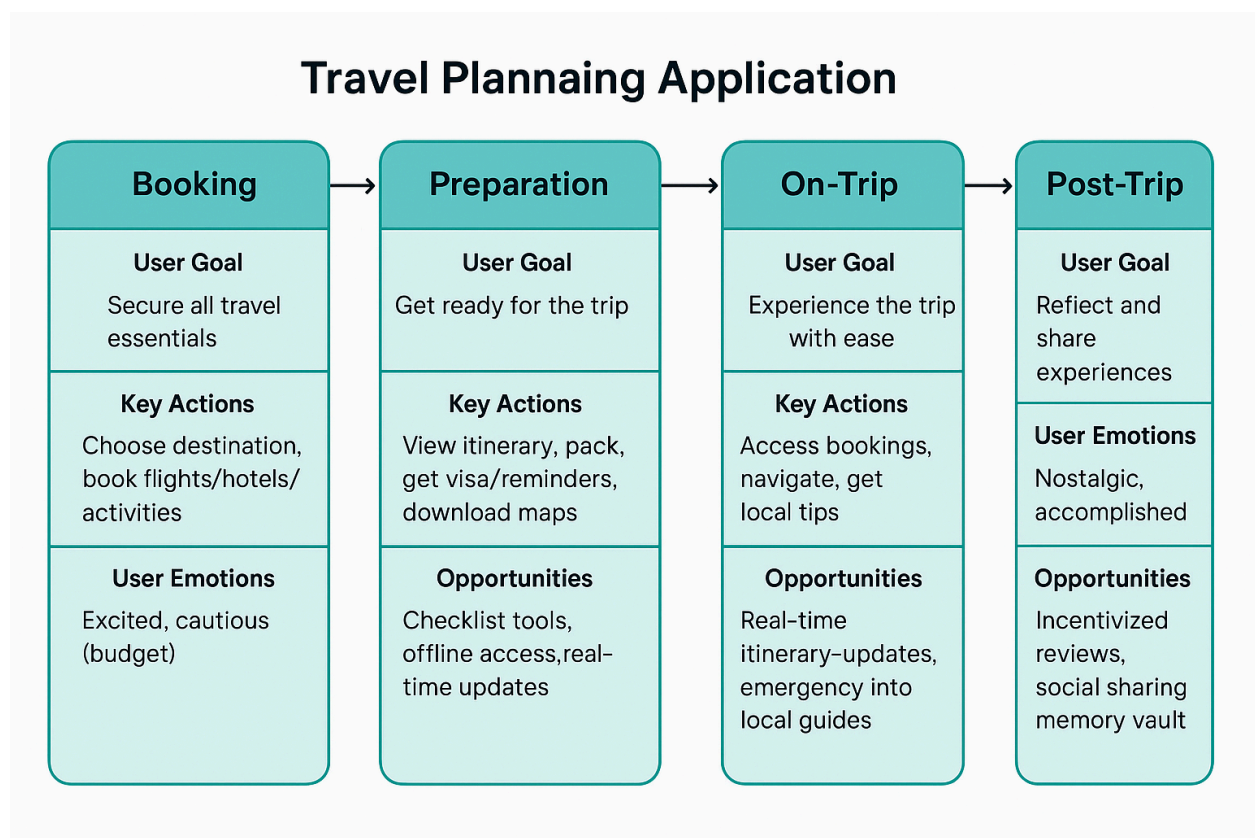 Travel Plannaing Application
Booking
User Goal
Secure all travel
essentials
Key Actions
Choose destination,
book flights/hotels/
activities
User Emotions
Excited, cautious
(budget)
Preparation
User Goal
Get ready for the trip
Key Actions
View itinerary, pack,
get visa/reminders,
download maps
Opportunities
Checklist tools,
offline access,real-
time updates
On-Trip
User Goal
Experience the trip
with ease
Key Actions
Access bookings,
navigate, get
local tips
Opportunities
Real-time
itinerary-updates,
emergency into
local guides
Post-Trip
User Goal
Reflect and
share
experiences
User Emotions
Nostalgic,
accomplished
Opportunities
Incentivized
reviews,
social sharing
memory vault